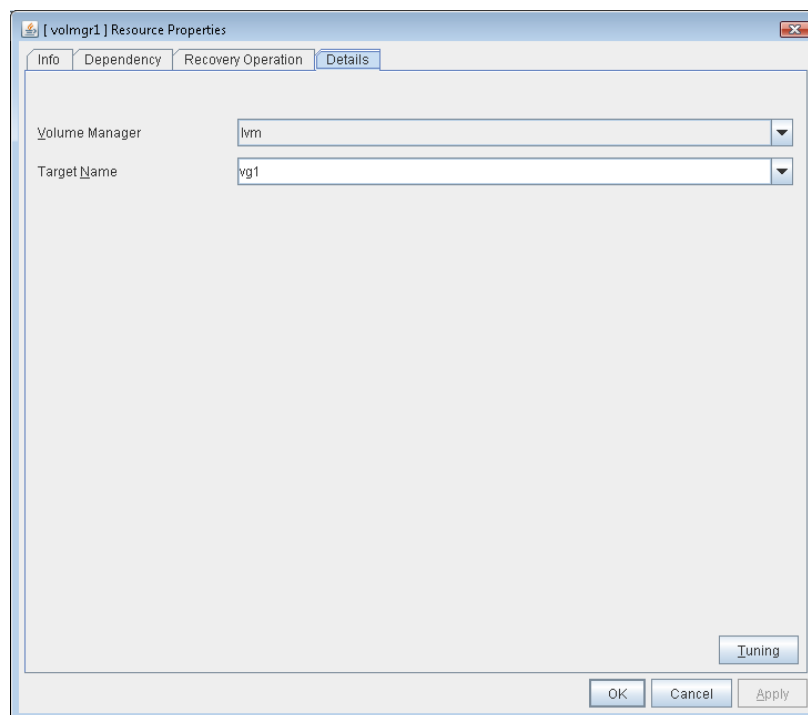 [ volmgr1 ] Resource Properties
Info Dependency Recovery Operation Details
Volume Manager lvm
Target Name vg1
Tuning
OK Cancel Apply